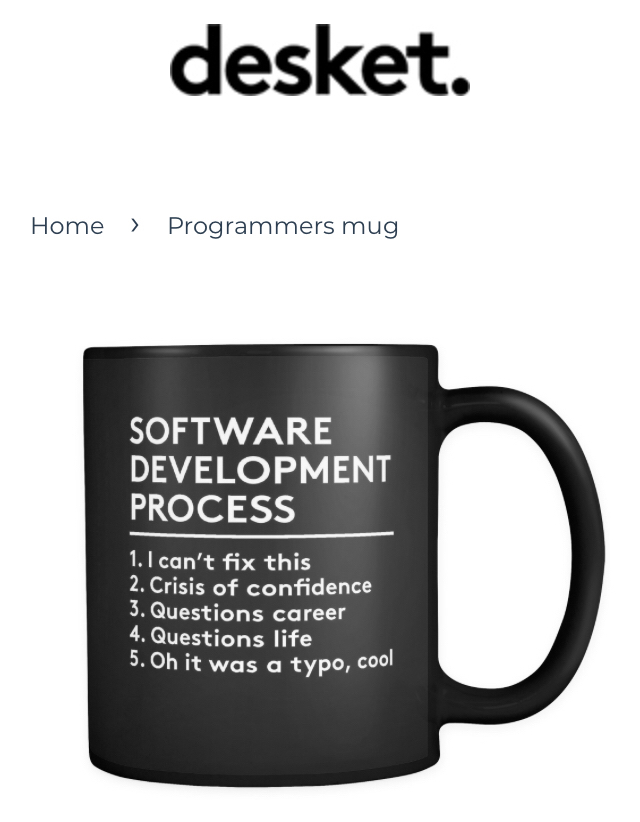 desket.
Home > Programmers mug
SOFTWARE
DEVELOPMENT
PROCESS
1. I can't fix this
2. Crisis of confidence
3. Questions career
4. Questions life
5. Oh it was a typo, cool